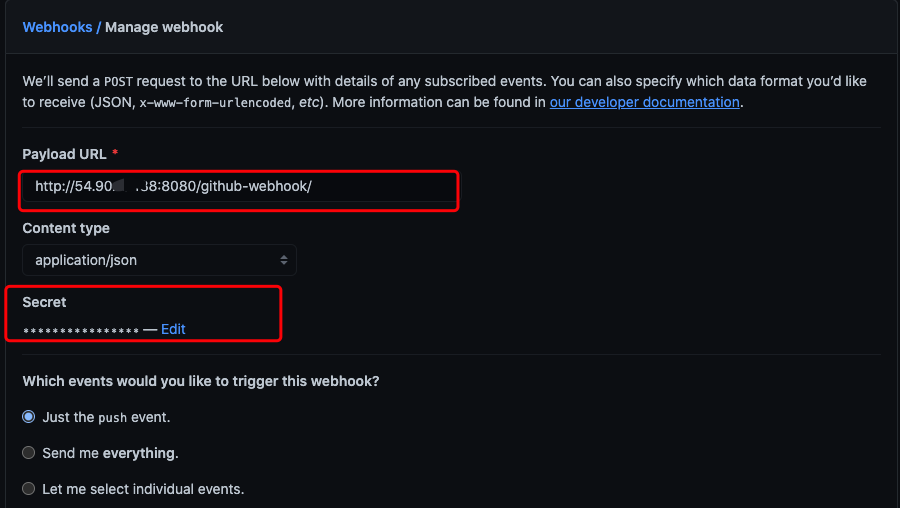 Webhooks / Manage webhook
We'll send a POST request to the URL below with details of any subscribed events. You can also specify which data format you'd like
to receive (JSON, x-www-form-urlencoded, etc). More information can be found in our developer documentation.
Payload URL *
http://54.90. .38:8080/github-webhook/
Content type
application/json
Secret
**************** — Edit
Which events would you like to trigger this webhook?
Just the push event.
Send me everything.
Let me select individual events.